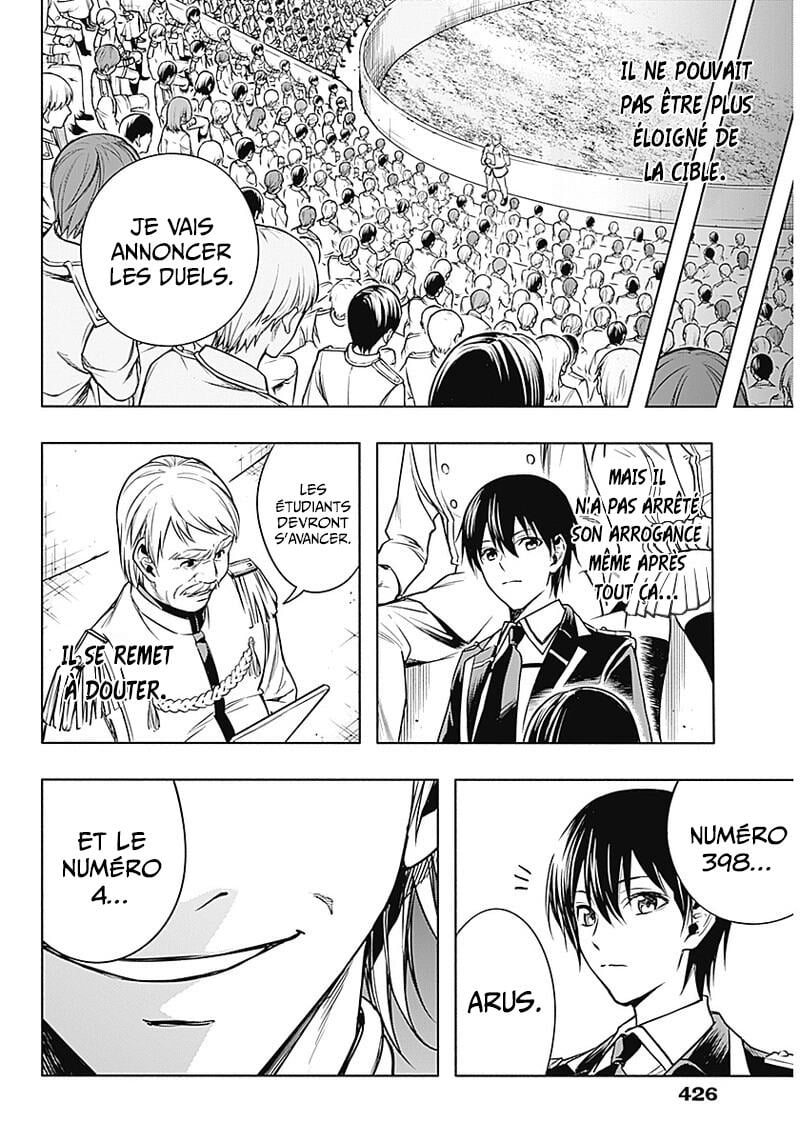 IL NE POUVAIT
PAS ÊTRE PLUS
ÉLOIGNÉ DE
LA CIBLE.
JE VAIS
ANNONCER
LES DUELS.
MAIS IL
N'A PAS ARRÊTÉ
SON ARROGANCE
MÊME APRÈS
TOUT ÇA...
LES
ÉTUDIANTS
DEVRONT
S'AVANCER.
IL SE REMET
À DOUTER.
NUMÉRO
398...
ARUS.
ET LE
NUMÉRO
4...
426